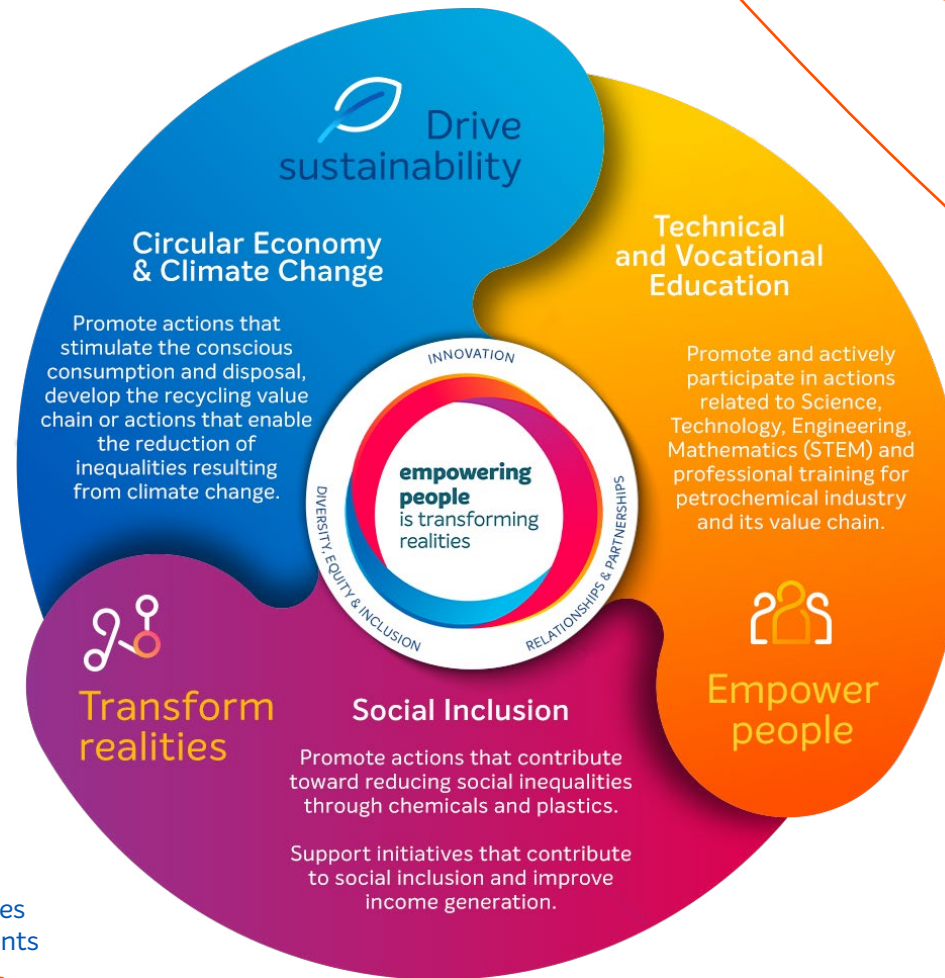 Drive
sustainability
Circular Economy
& Climate Change
Promote actions that
stimulate the conscious
consumption and disposal,
develop the recycling value
chain or actions that enable
the reduction of
inequalities resulting
from climate change.
Technical
and Vocational
Education
Promote and actively
participate in actions
related to Science,
Technology, Engineering,
Mathematics (STEM) and
professional training for
petrochemical industry
and its value chain.
Empower
people
INNOVATION
DIVERSITY, EQUITY & INCLUSION
RELATIONSHIPS & PARTNERSHIPS
empowering
people
is transforming
realities
Transform
realities
Social Inclusion
Promote actions that contribute
toward reducing social inequalities
through chemicals and plastics.
Support initiatives that contribute
to social inclusion and improve
income generation.